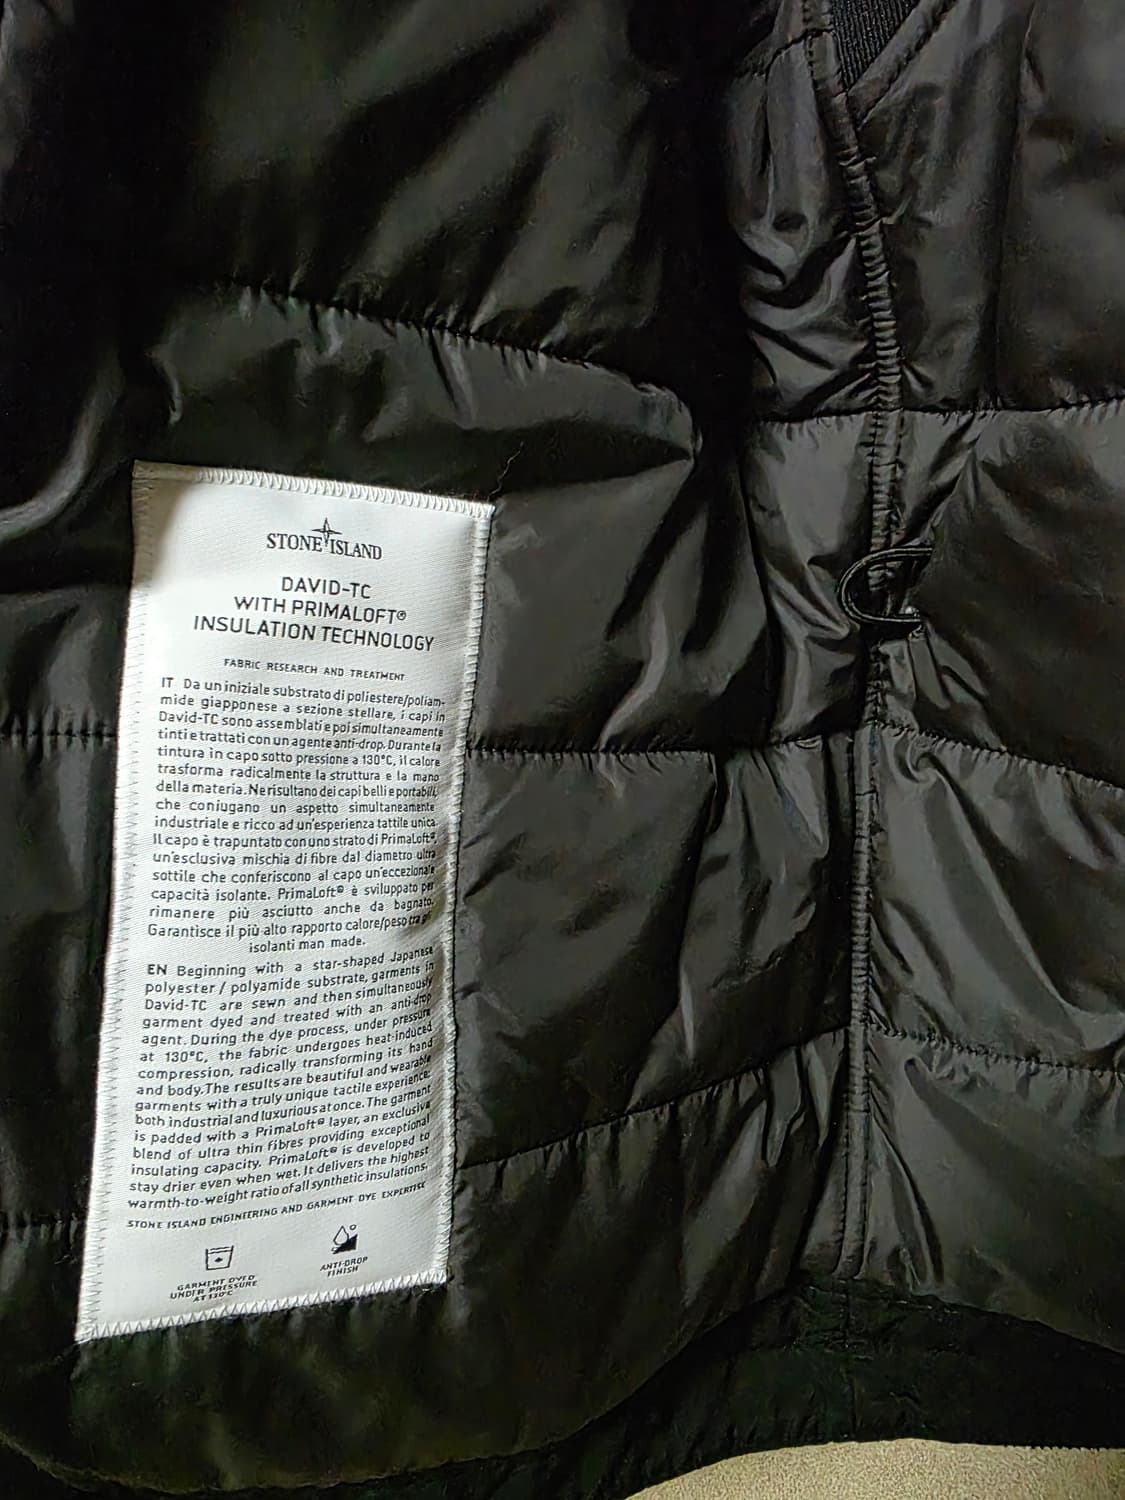 STONE ISLAND
DAVID-TC
WITH PRIMALOFT®
INSULATION TECHNOLOGY
FABRIC RESEARCH AND TREATMENT
IT Da un iniziale substrato di poliestere/poliam-
mide giapponese a sezione stellare, i capi in
David-TC sono assemblati e poi simultaneamente
tinti e trattati con un agente anti-drop. Durante la
tintura in capo sotto pressione a 130°C, il calore
trasforma radicalmente la struttura e la mano
della materia. Ne risultano dei capi belli e portabili,
che coniugano un aspetto simultaneamente
industriale e ricco ad un'esperienza tattile unica.
Il capo è trapuntato con uno strato di PrimaLoft®,
un'esclusiva mischia di fibre dal diametro ultra
sottile che conferiscono al capo un'eccezionale
capacità isolante. PrimaLoft® è sviluppato per
rimanere più asciutto anche da bagnato.
Garantisce il più alto rapporto calore/peso tra gli
isolanti man made.
EN Beginning with a star-shaped Japanese
polyester / polyamide substrate, garments in
David-TC are sewn and then simultaneously
garment dyed and treated with an anti-drop
agent. During the dye process, under pressure
at 130°C, the fabric undergoes heat-induced
compression, radically transforming its hand
and body. The results are beautiful and wearable
garments with a truly unique tactile experience:
both industrial and luxurious at once. The garment
is padded with a PrimaLoft® layer, an exclusive
blend of ultra thin fibres providing exceptional
insulating capacity. PrimaLoft® is developed to
stay drier even when wet. It delivers the highest
warmth-to-weight ratio of all synthetic insulations.
STONE ISLAND ENGINEERING AND GARMENT DYE EXPERTISE
GARMENT DYED
UNDER PRESSURE
AT 130°C
ANTI-DROP
FINISH